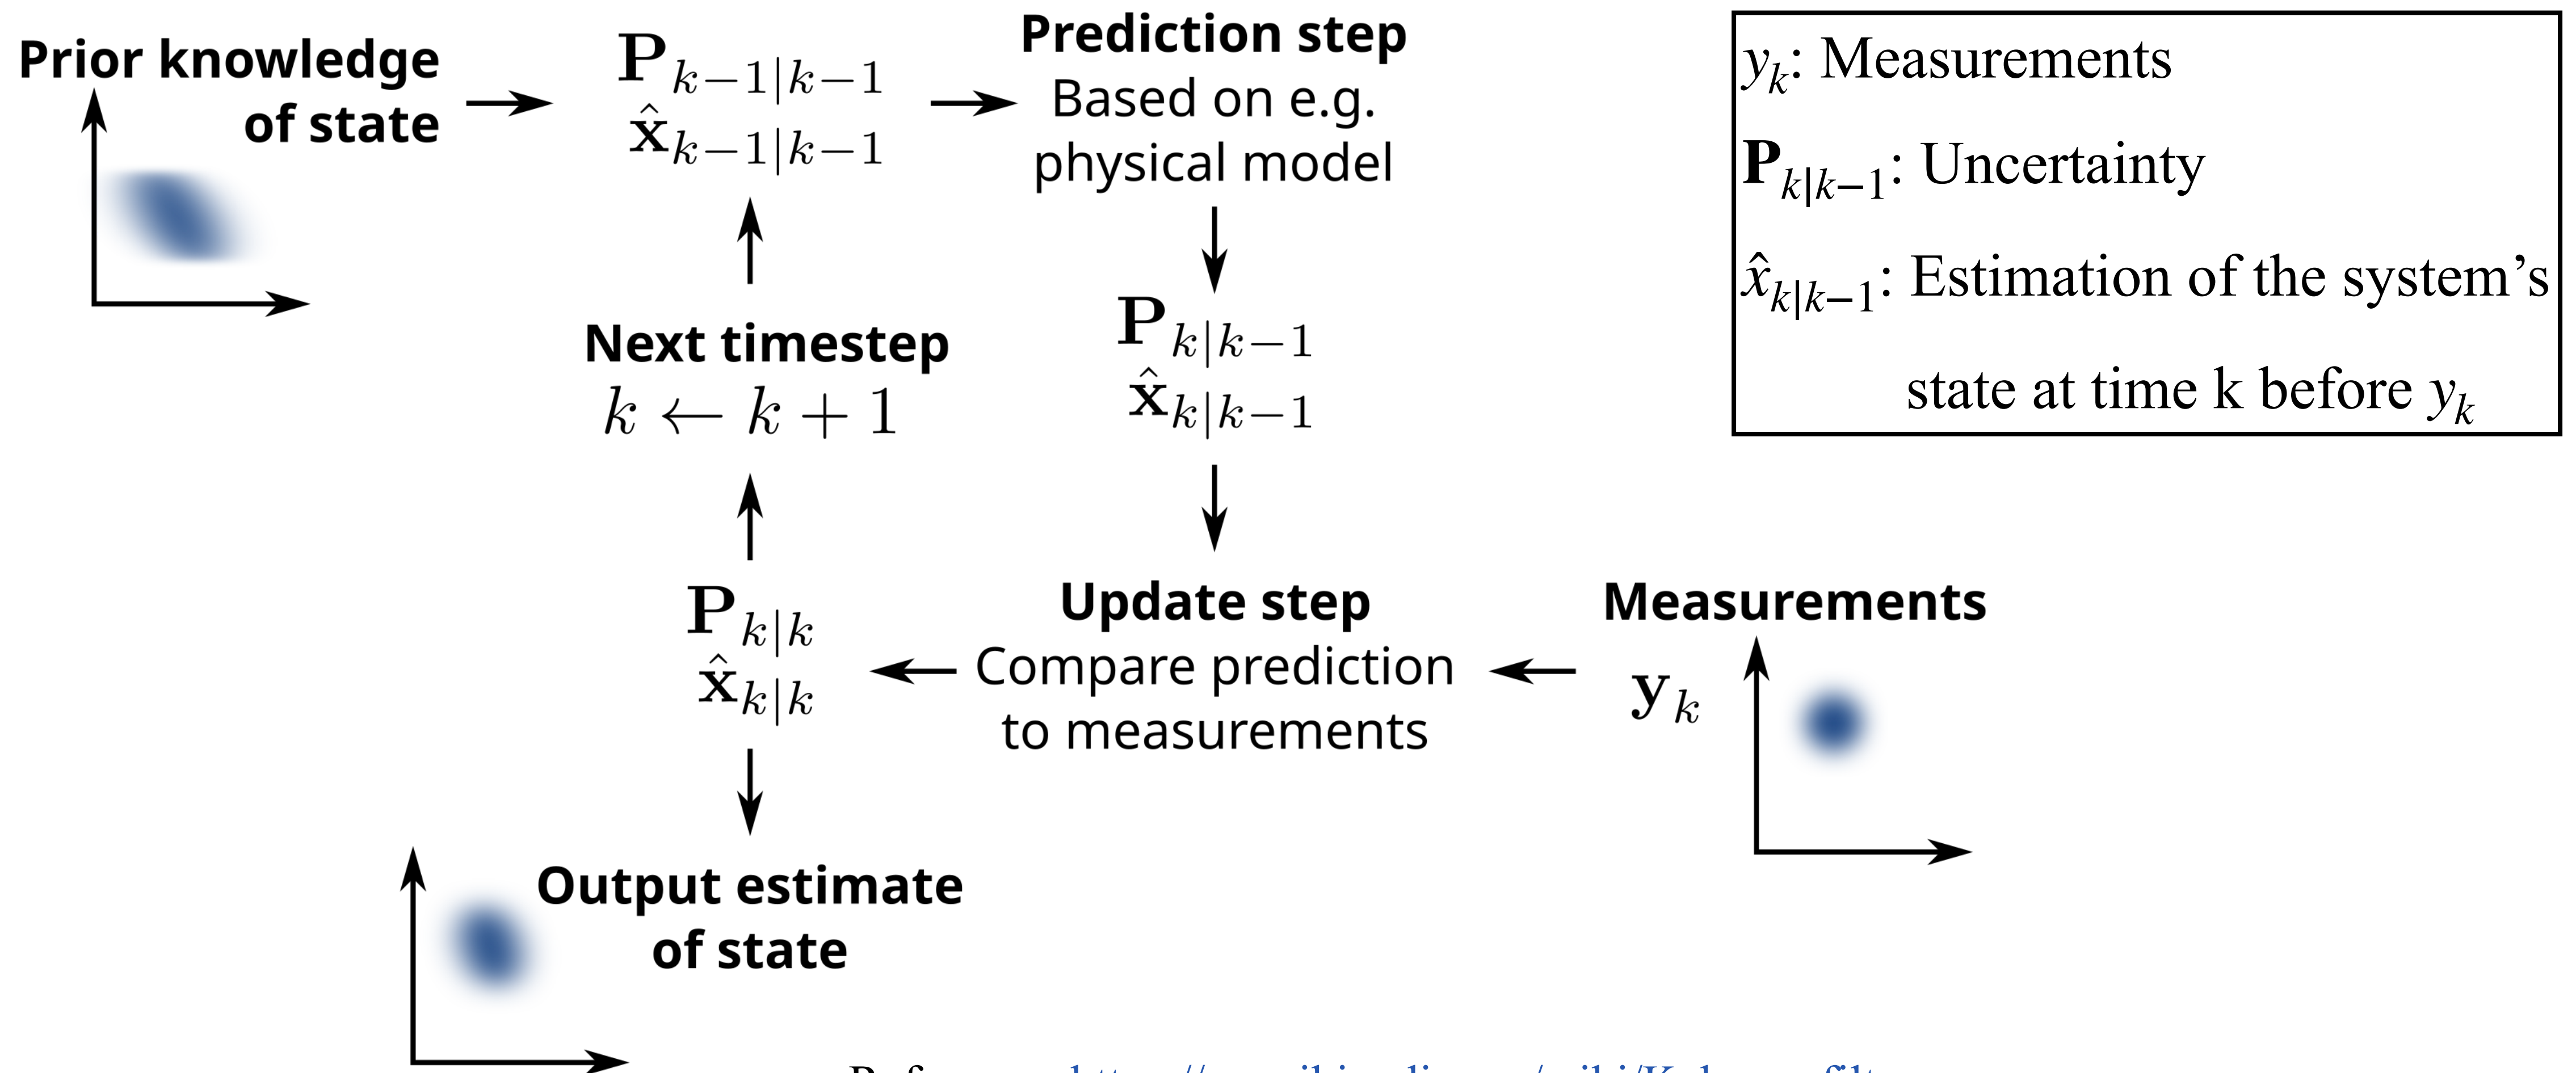 Prior knowledge
of state
P_{k−1|k−1}
x̂_{k−1|k−1}
Prediction step
Based on e.g.
physical model
y_k: Measurements
P_{k|k−1}: Uncertainty
x̂_{k|k−1}: Estimation of the system’s
state at time k before y_k
Next timestep
k ← k + 1
P_{k|k−1}
x̂_{k|k−1}
P_{k|k}
x̂_{k|k}
Update step
Compare prediction
to measurements
Measurements
y_k
Output estimate
of state